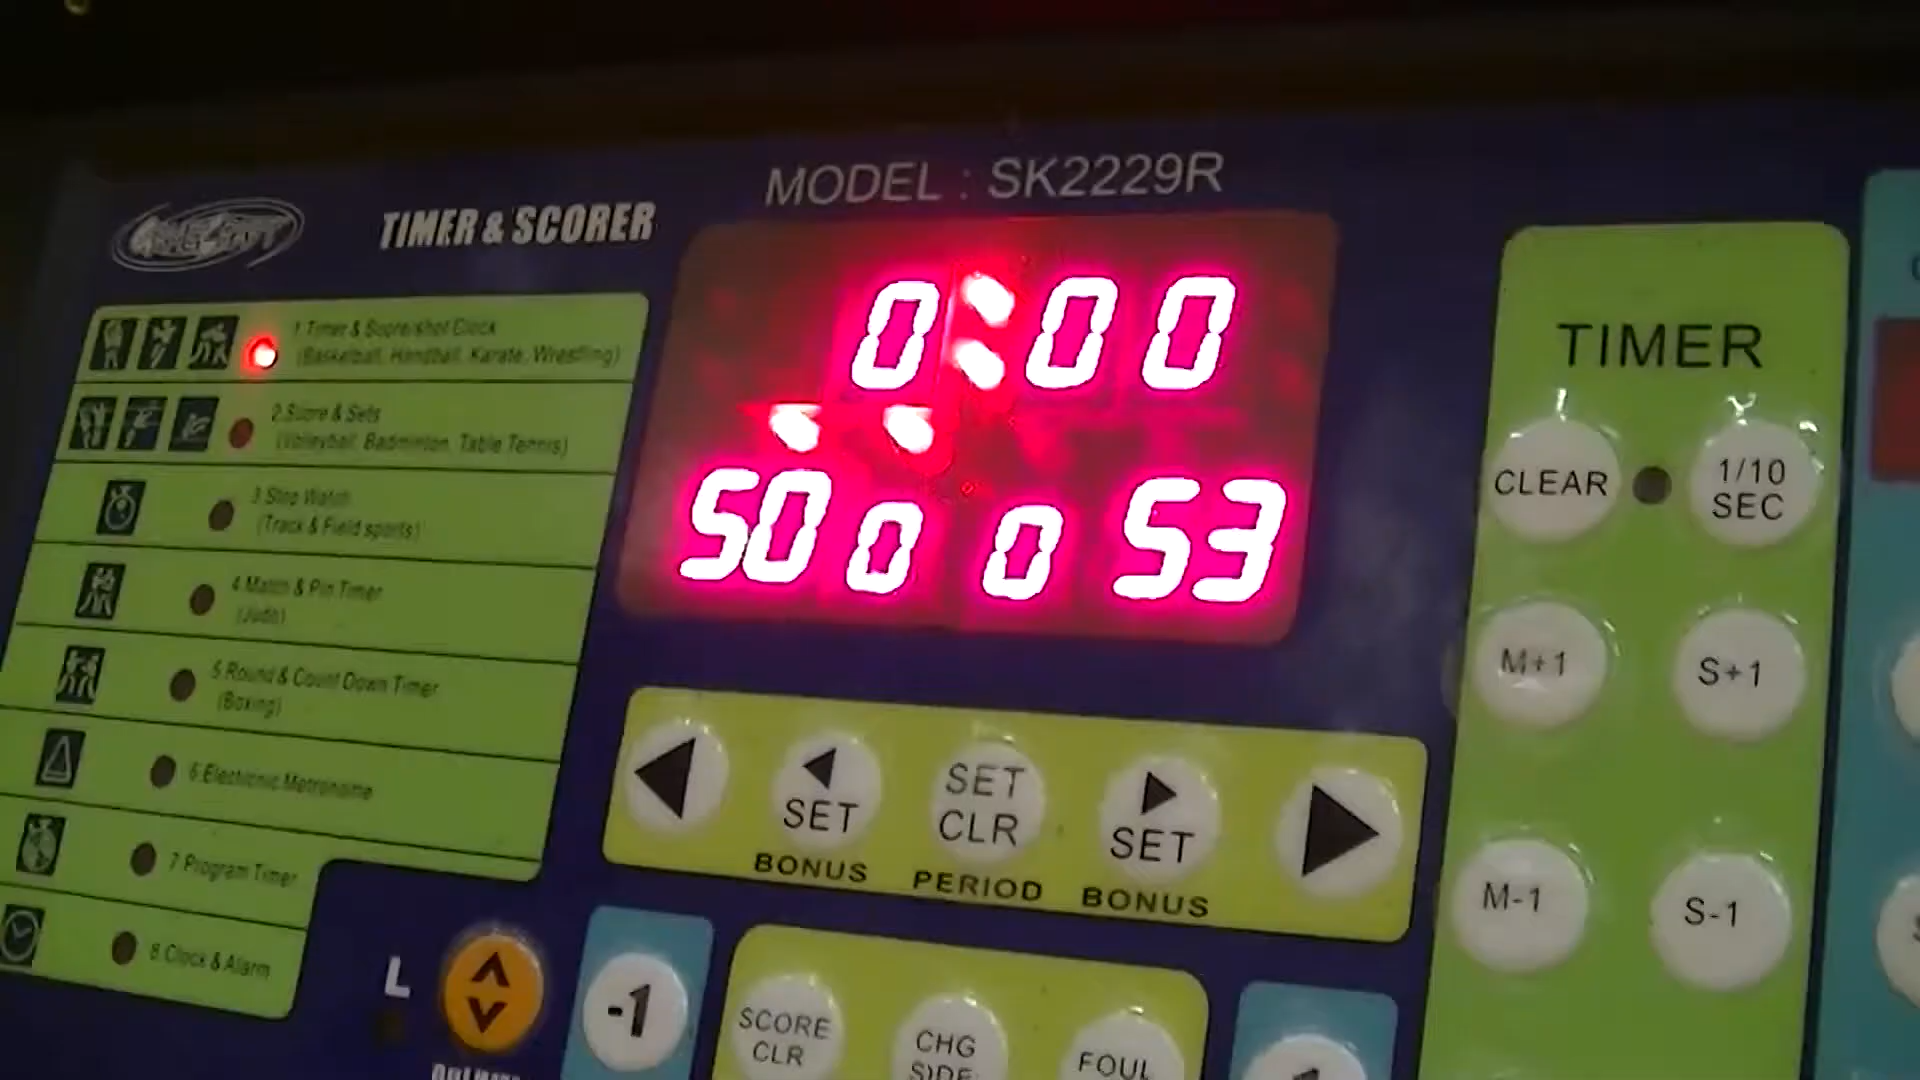 MODEL : SK2229R
TIMER & SCORER
0:00
50 0 0 53
1.Timer & Score/shot Clock
(Basketball, Handball, Karate, Wrestling)
2.Score & Sets
(Volleyball, Badminton, Table Tennis)
3.Stop Watch
(Track & Field sports)
4.Match & Pin Timer
(Judo)
5.Round & Count Down Timer
(Boxing)
6.Electronic Metronome
7.Program Timer
8.Clock & Alarm
SET
BONUS
SET
CLR
PERIOD
SET
BONUS
TIMER
CLEAR
1/10
SEC
M+1
S+1
M-1
S-1
L
-1
SCORE
CLR
CHG
SIDE
FOUL